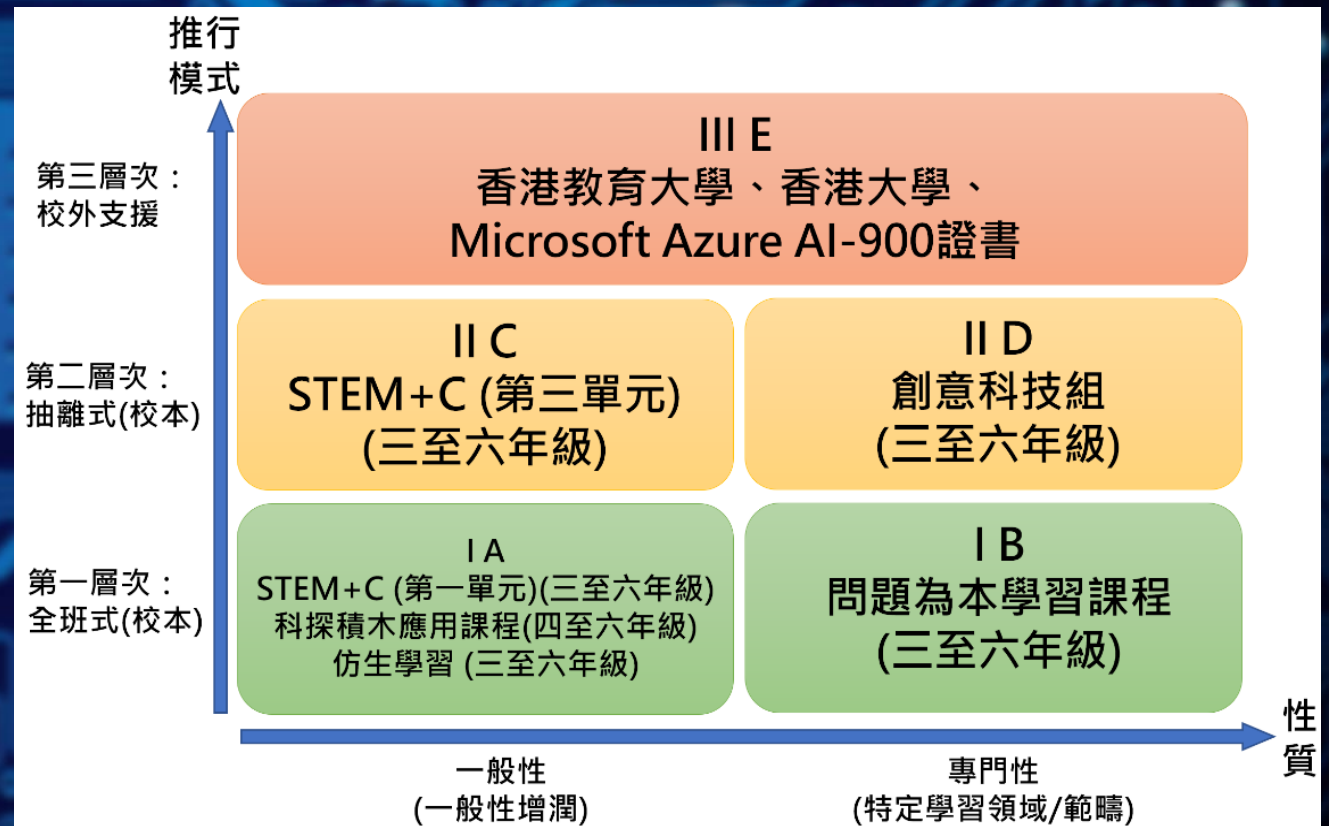 推行
模式
第三層次：
校外支援
III E
香港教育大學、香港大學、
Microsoft Azure AI-900證書
第二層次：
抽離式(校本)
II C
STEM+C (第三單元)
(三至六年級)
II D
創意科技組
(三至六年級)
第一層次：
全班式(校本)
I A
STEM+C (第一單元)(三至六年級)
科探積木應用課程(四至六年級)
仿生學習 (三至六年級)
I B
問題為本學習課程
(三至六年級)
性
質
一般性
(一般性增潤)
專門性
(特定學習領域/範疇)